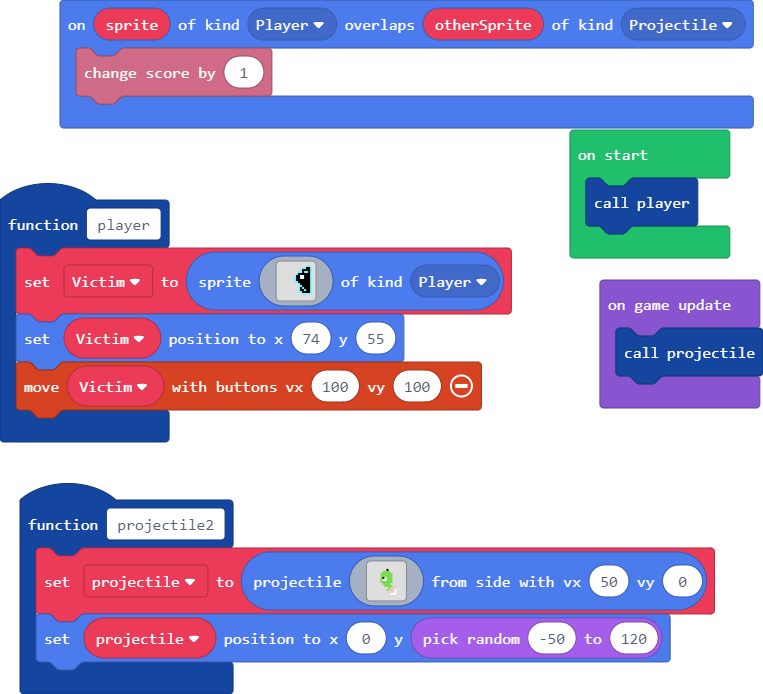 on sprite of kind Player overlaps otherSprite of kind Projectile
change score by 1
on start
call player
function player
set Victim to sprite of kind Player
set Victim position to x 74 y 55
move Victim with buttons vx 100 vy 100
on game update
call projectile
function projectile2
set projectile to projectile from side with vx 50 vy 0
set projectile position to x 0 y pick random -50 to 120